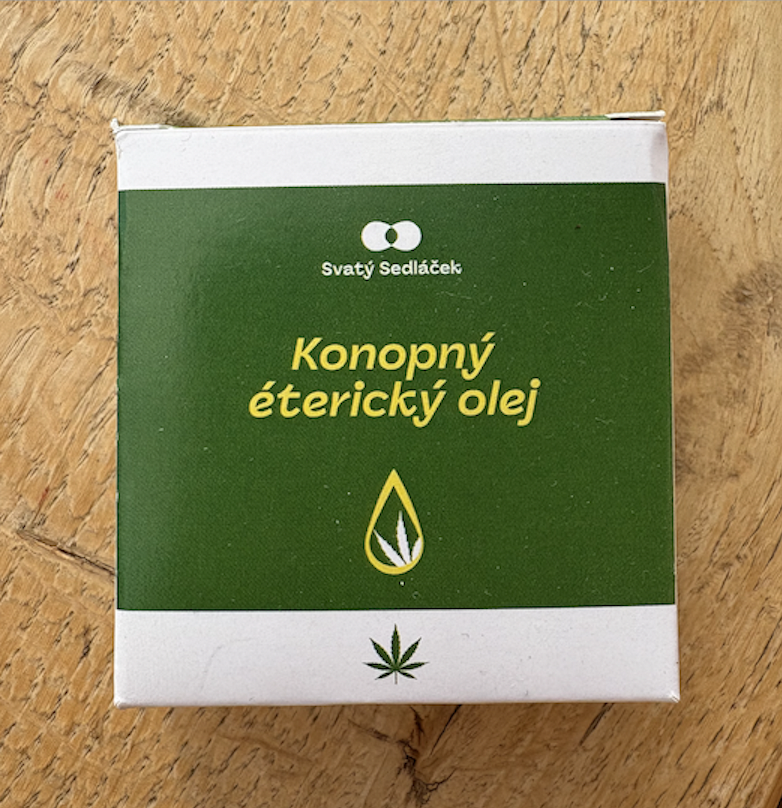 Svatý Sedláček
Konopný
éterický olej